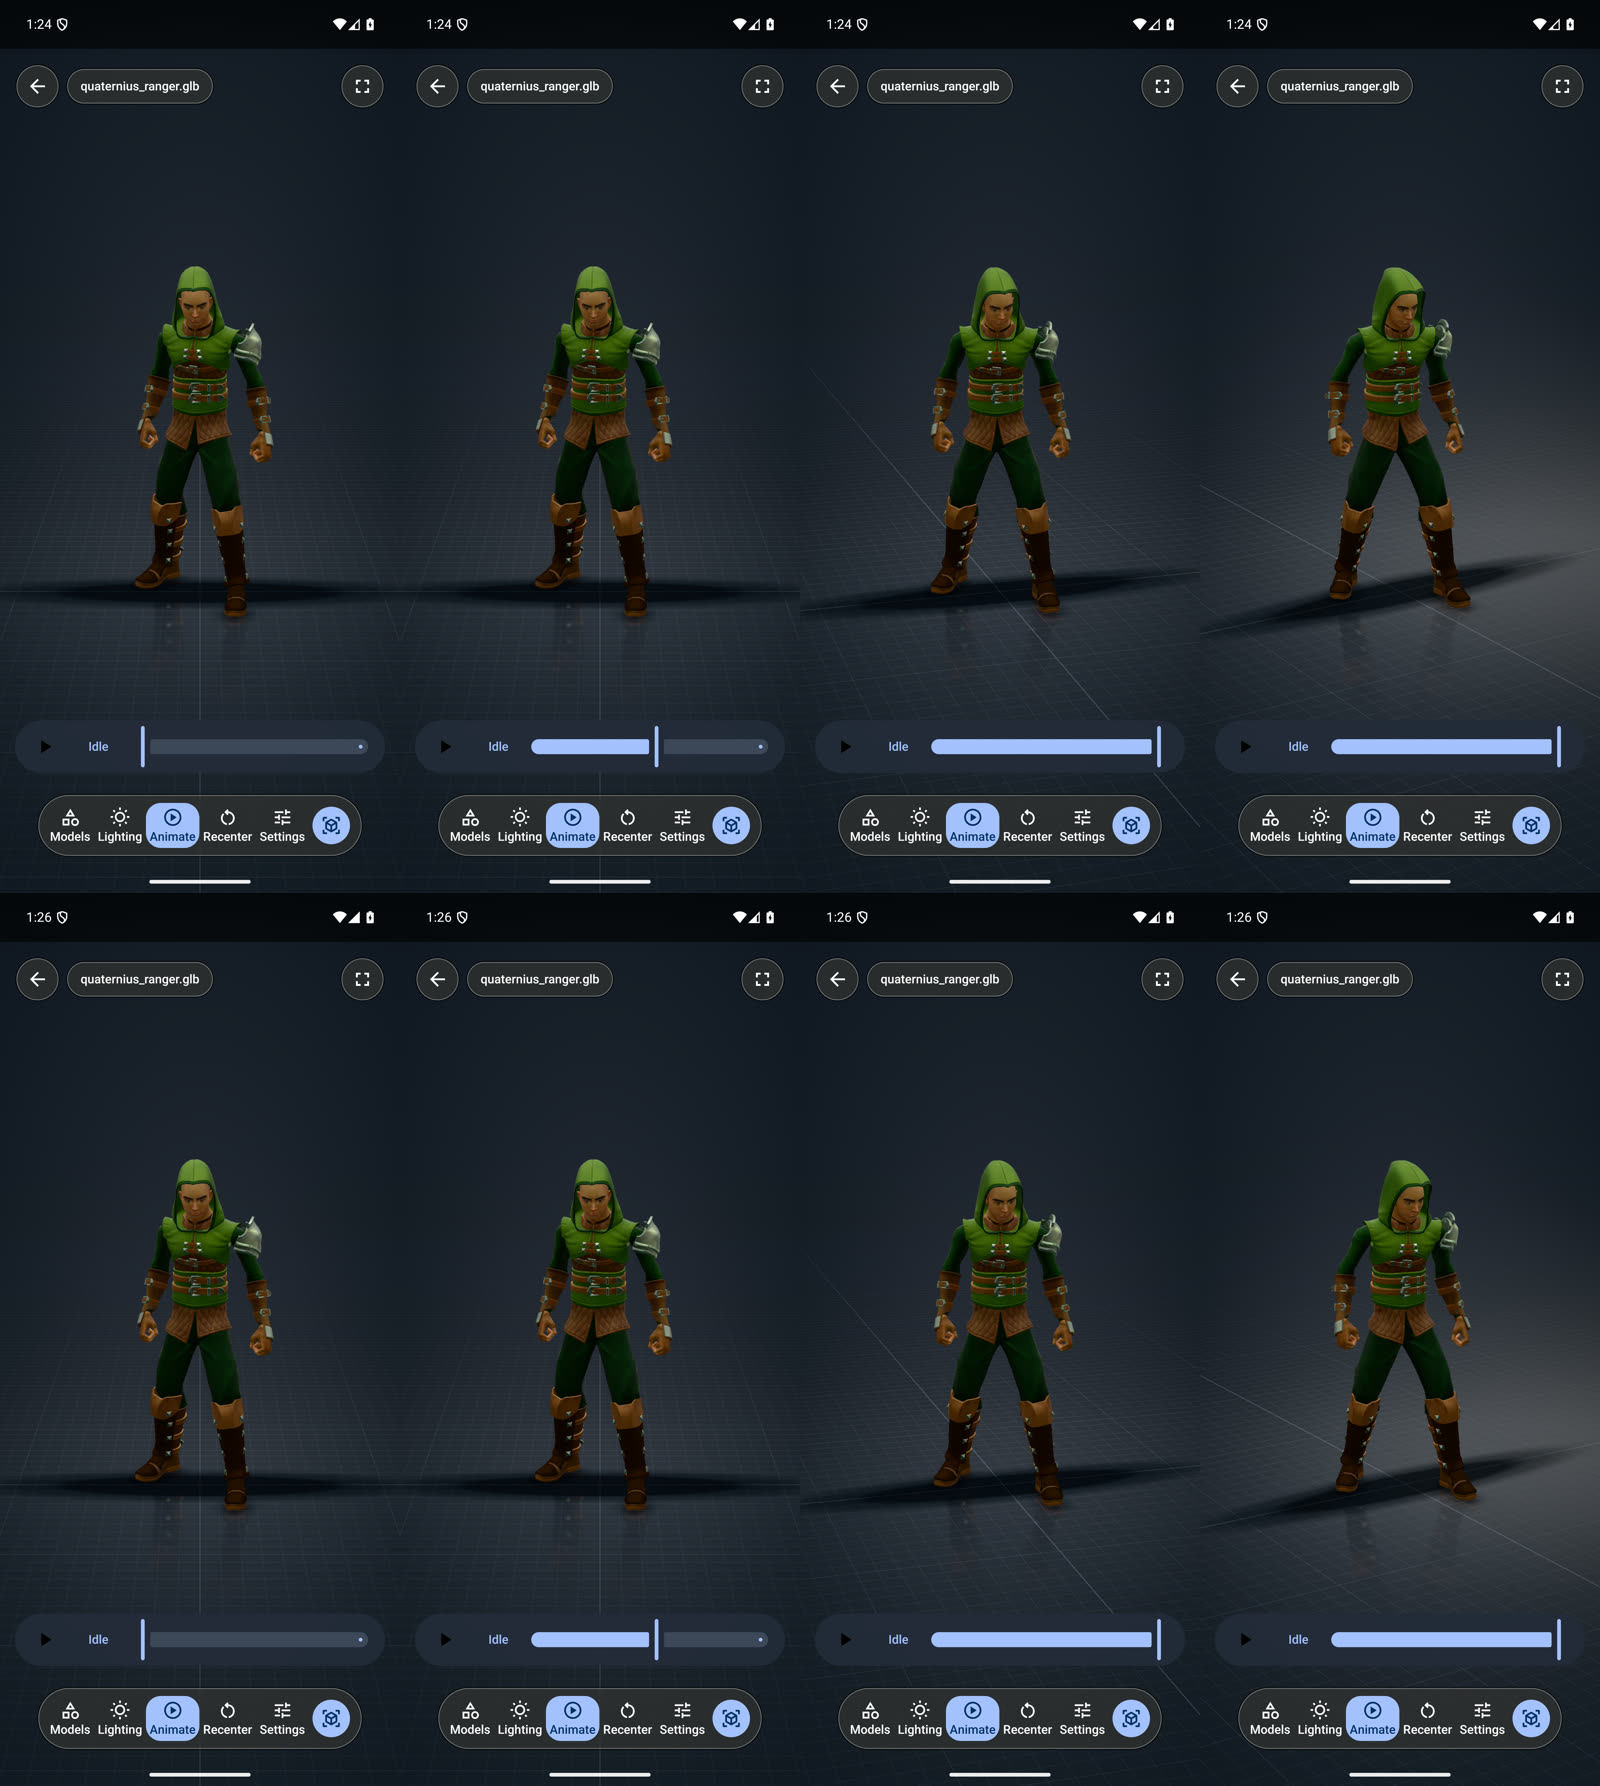 1:24 1:24 1:24 1:24
quaternius_ranger.glb quaternius_ranger.glb quaternius_ranger.glb quaternius_ranger.glb
Idle Idle Idle Idle
Models Lighting Animate Recenter Settings Models Lighting Animate Recenter Settings Models Lighting Animate Recenter Settings Models Lighting Animate Recenter Settings
1:26 1:26 1:26 1:26
quaternius_ranger.glb quaternius_ranger.glb quaternius_ranger.glb quaternius_ranger.glb
Idle Idle Idle Idle
Models Lighting Animate Recenter Settings Models Lighting Animate Recenter Settings Models Lighting Animate Recenter Settings Models Lighting Animate Recenter Settings